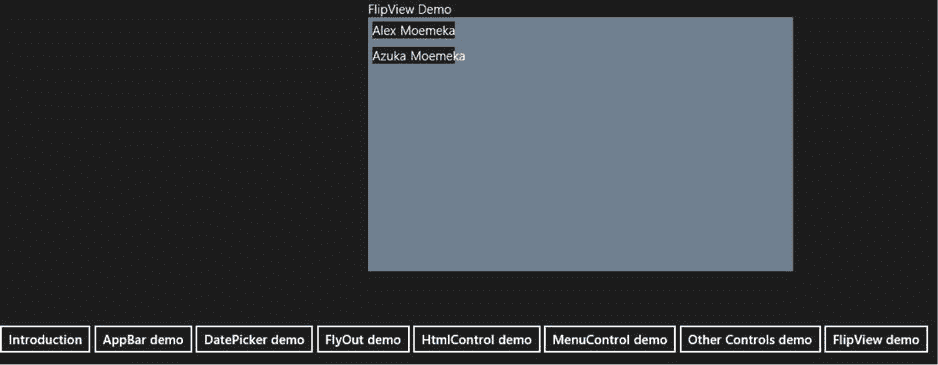 FlipView Demo
Alex Moemeka
Azuka Moemeka
Introduction AppBar demo DatePicker demo FlyOut demo HtmlControl demo MenuControl demo Other Controls demo FlipView demo